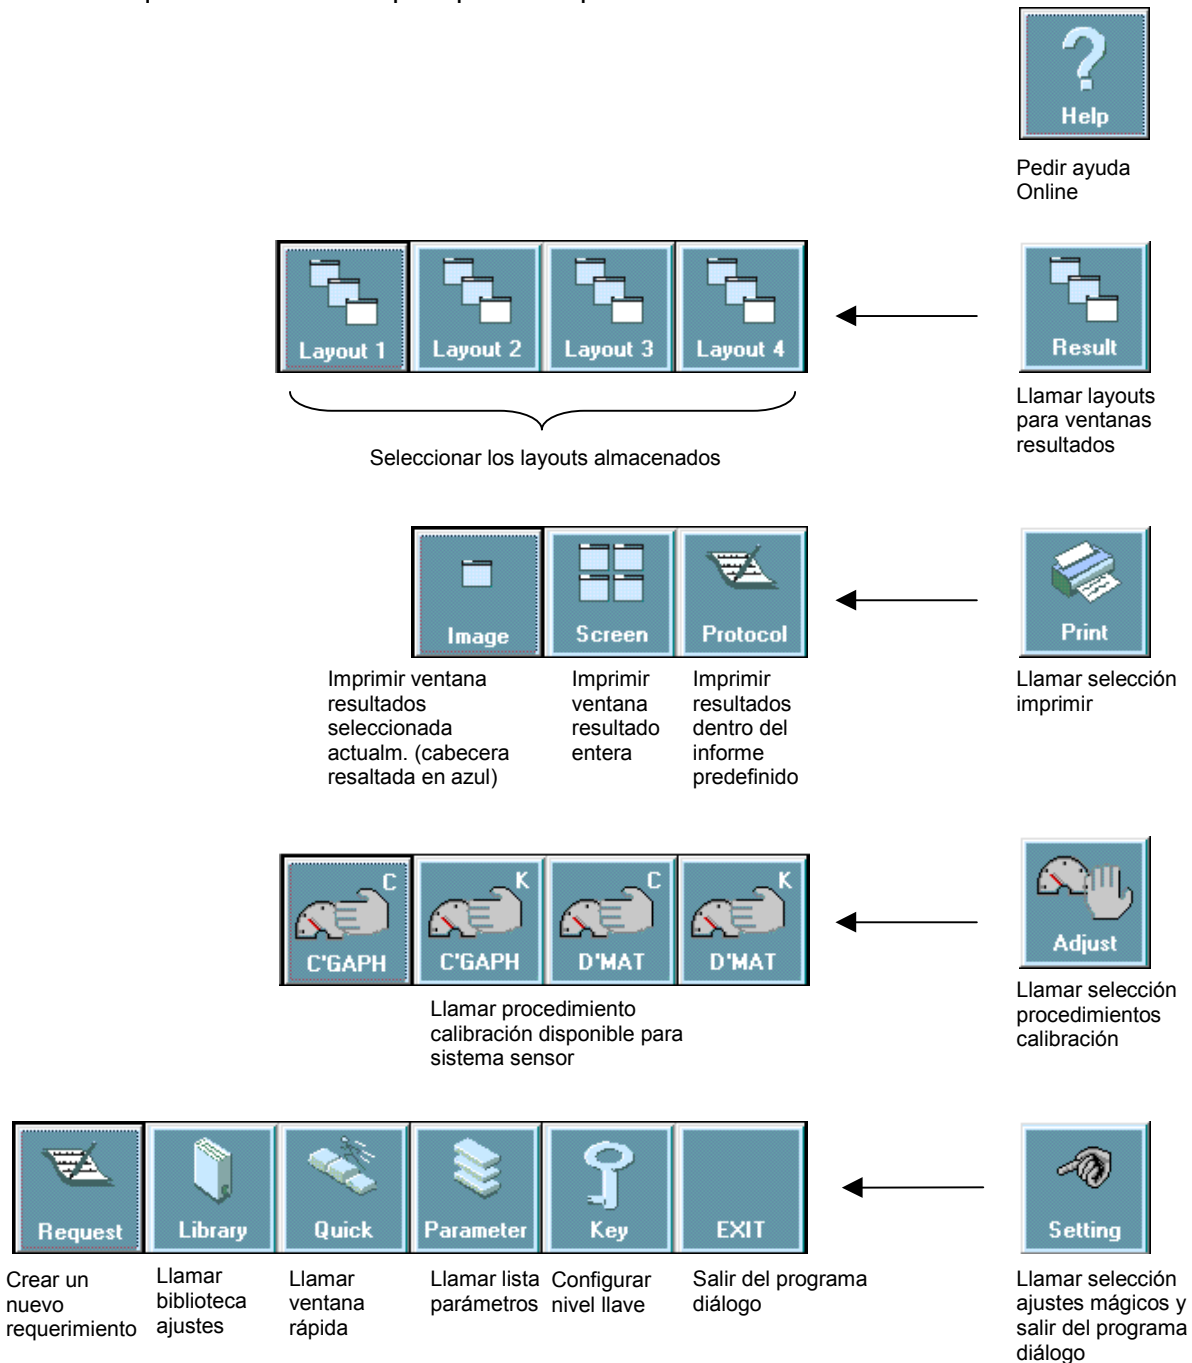 Help
Pedir ayuda
Online
Layout 1
Layout 2
Layout 3
Layout 4
Result
Seleccionar los layouts almacenados
Llamar layouts
para ventanas
resultados
Image
Screen
Protocol
Print
Imprimir ventana
resultados
seleccionada
actualm. (cabecera
resaltada en azul)
Imprimir
ventana
resultado
entera
Imprimir
resultados
dentro del
informe
predefinido
Llamar selección
imprimir
C
C'GAPH
K
C'GAPH
C
D'MAT
K
D'MAT
Adjust
Llamar procedimiento
calibración disponible para
sistema sensor
Llamar selección
procedimientos
calibración
Request
Library
Quick
Parameter
Key
EXIT
Setting
Crear un
nuevo
requerimiento
Llamar
biblioteca
ajustes
Llamar
ventana
rápida
Llamar lista
parámetros
Configurar
nivel llave
Salir del programa
diálogo
Llamar selección
ajustes mágicos y
salir del programa
diálogo